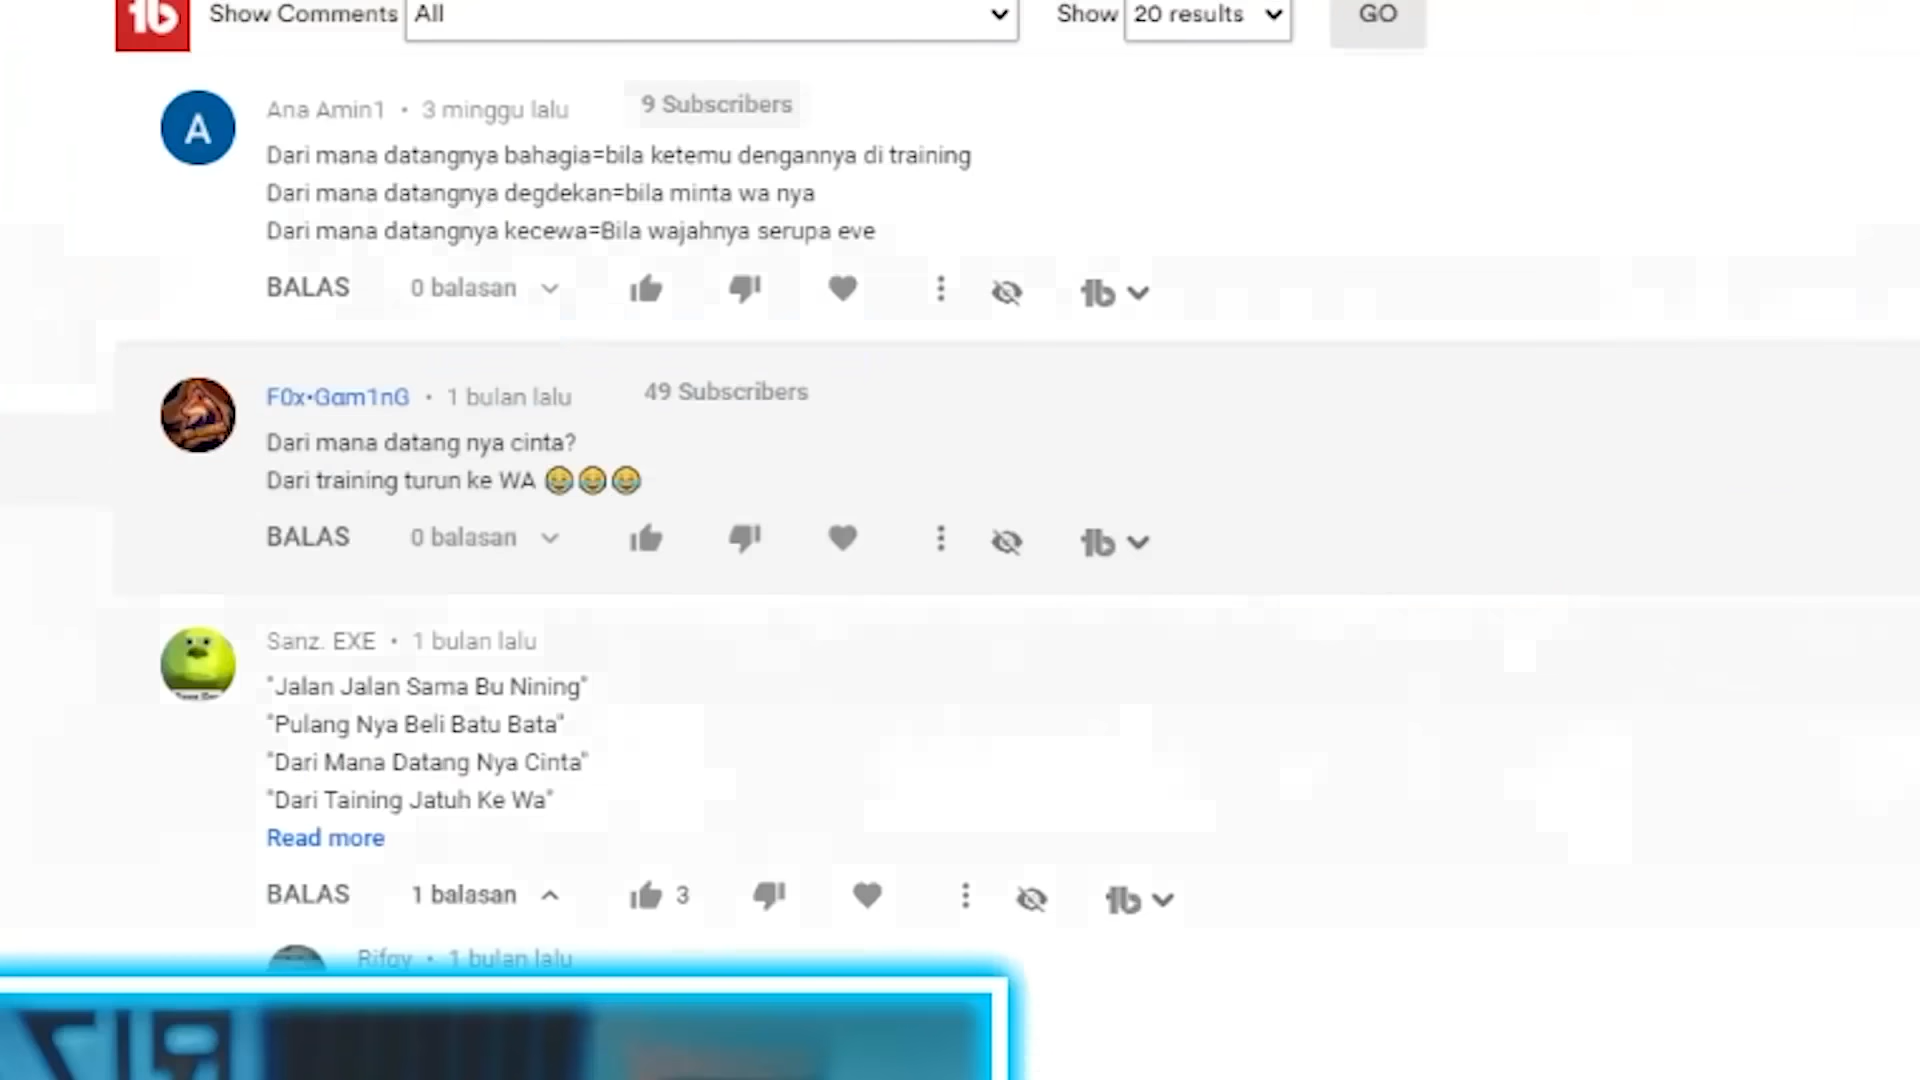 Show Comments All Show 20 results GO
Ana Amin1 • 3 minggu lalu 9 Subscribers
Dari mana datangnya bahagia=bila ketemu dengannya di training
Dari mana datangnya degdekan=bila minta wa nya
Dari mana datangnya kecewa=Bila wajahnya serupa eve
BALAS 0 balasan
F0x•Gam1nG • 1 bulan lalu 49 Subscribers
Dari mana datang nya cinta?
Dari training turun ke WA 😂😂😂
BALAS 0 balasan
Sanz. EXE • 1 bulan lalu
"Jalan Jalan Sama Bu Nining"
"Pulang Nya Beli Batu Bata"
"Dari Mana Datang Nya Cinta"
"Dari Taining Jatuh Ke Wa"
Read more
BALAS 1 balasan 3
Rifqy • 1 bulan lalu